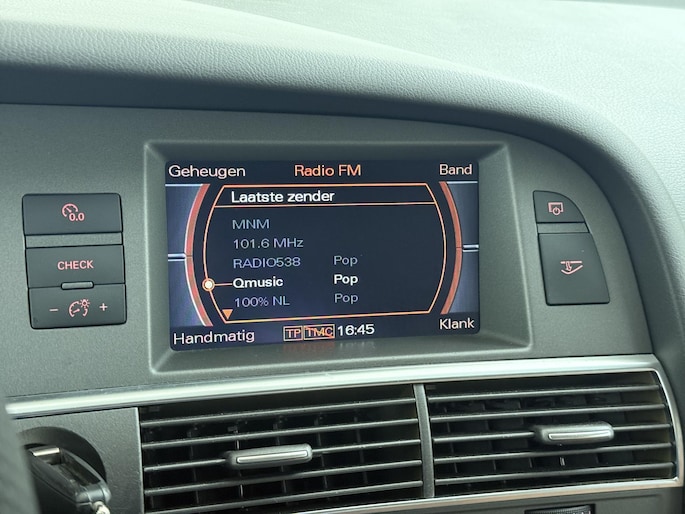 Geheugen Radio FM Band
Laatste zender
MNM
101.6 MHz
RADIO538 Pop
Qmusic Pop
100% NL Pop
Handmatig TP TMC 16:45 Klank
0.0
CHECK
- +